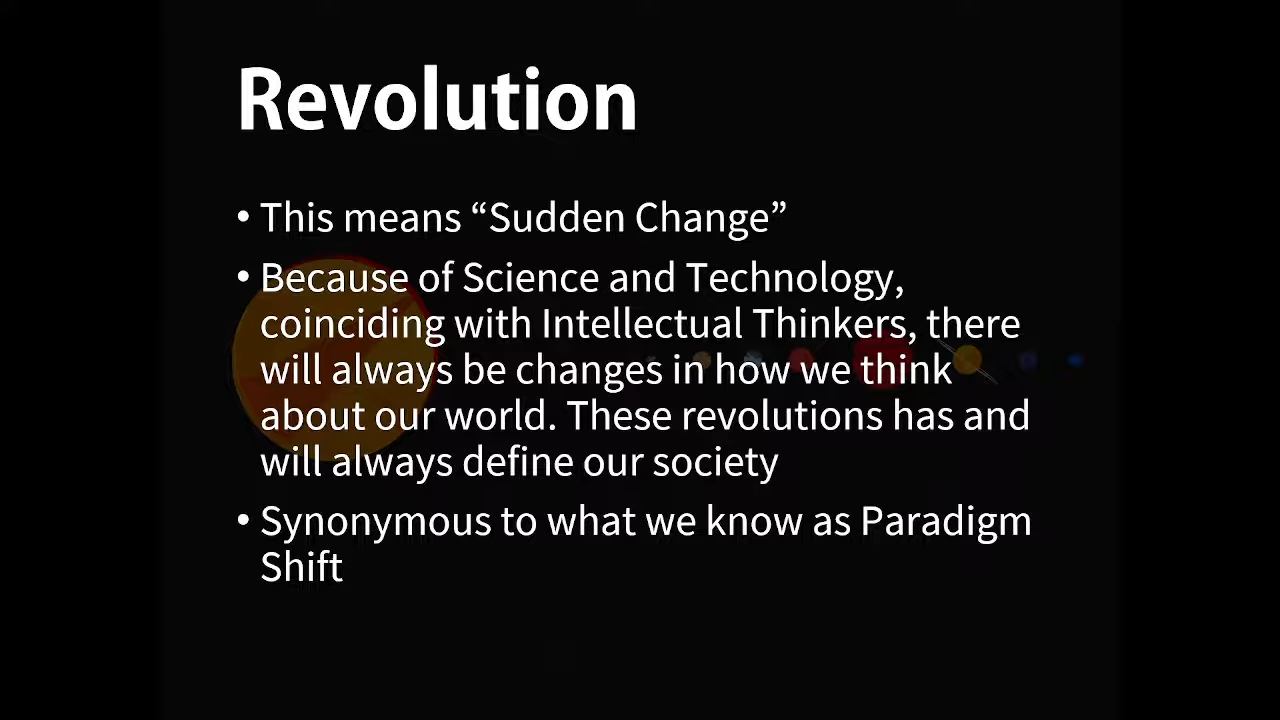 Revolution
• This means “Sudden Change”
• Because of Science and Technology,
coinciding with Intellectual Thinkers, there
will always be changes in how we think
about our world. These revolutions has and
will always define our society
• Synonymous to what we know as Paradigm
Shift